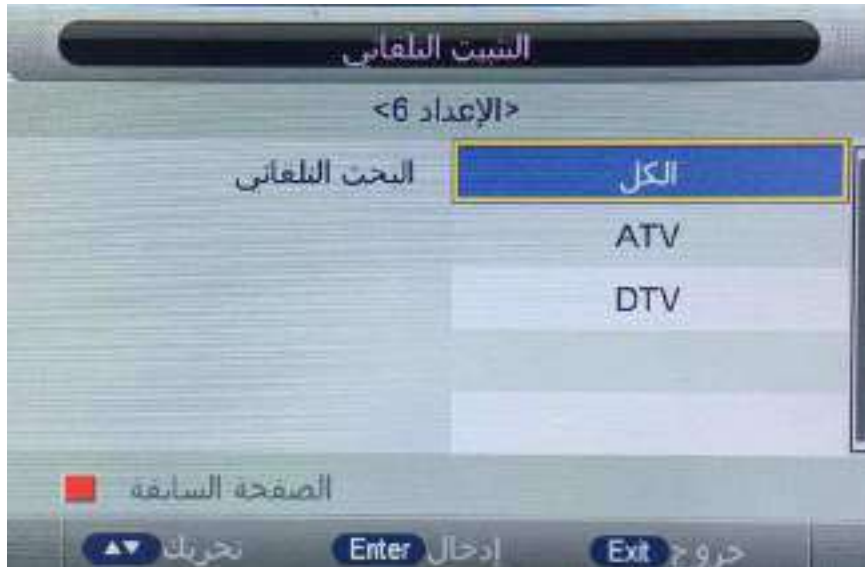 التثبيت التلقائي
<الإعداد 6>
البحث التلقائي
الكل
ATV
DTV
الصفحة السابقة
خروج Exit إدخال Enter تحريك